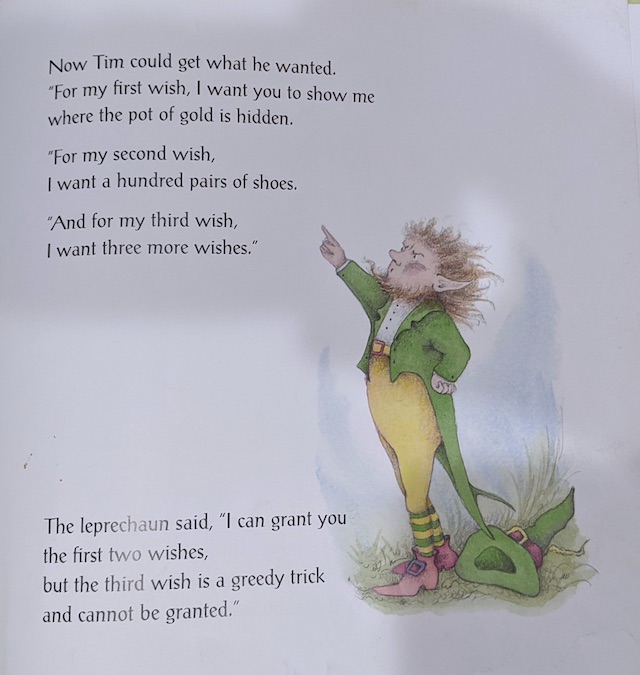 Now Tim could get what he wanted.
"For my first wish, I want you to show me
where the pot of gold is hidden.
"For my second wish,
I want a hundred pairs of shoes.
"And for my third wish,
I want three more wishes."
The leprechaun said, "I can grant you
the first two wishes,
but the third wish is a greedy trick
and cannot be granted."